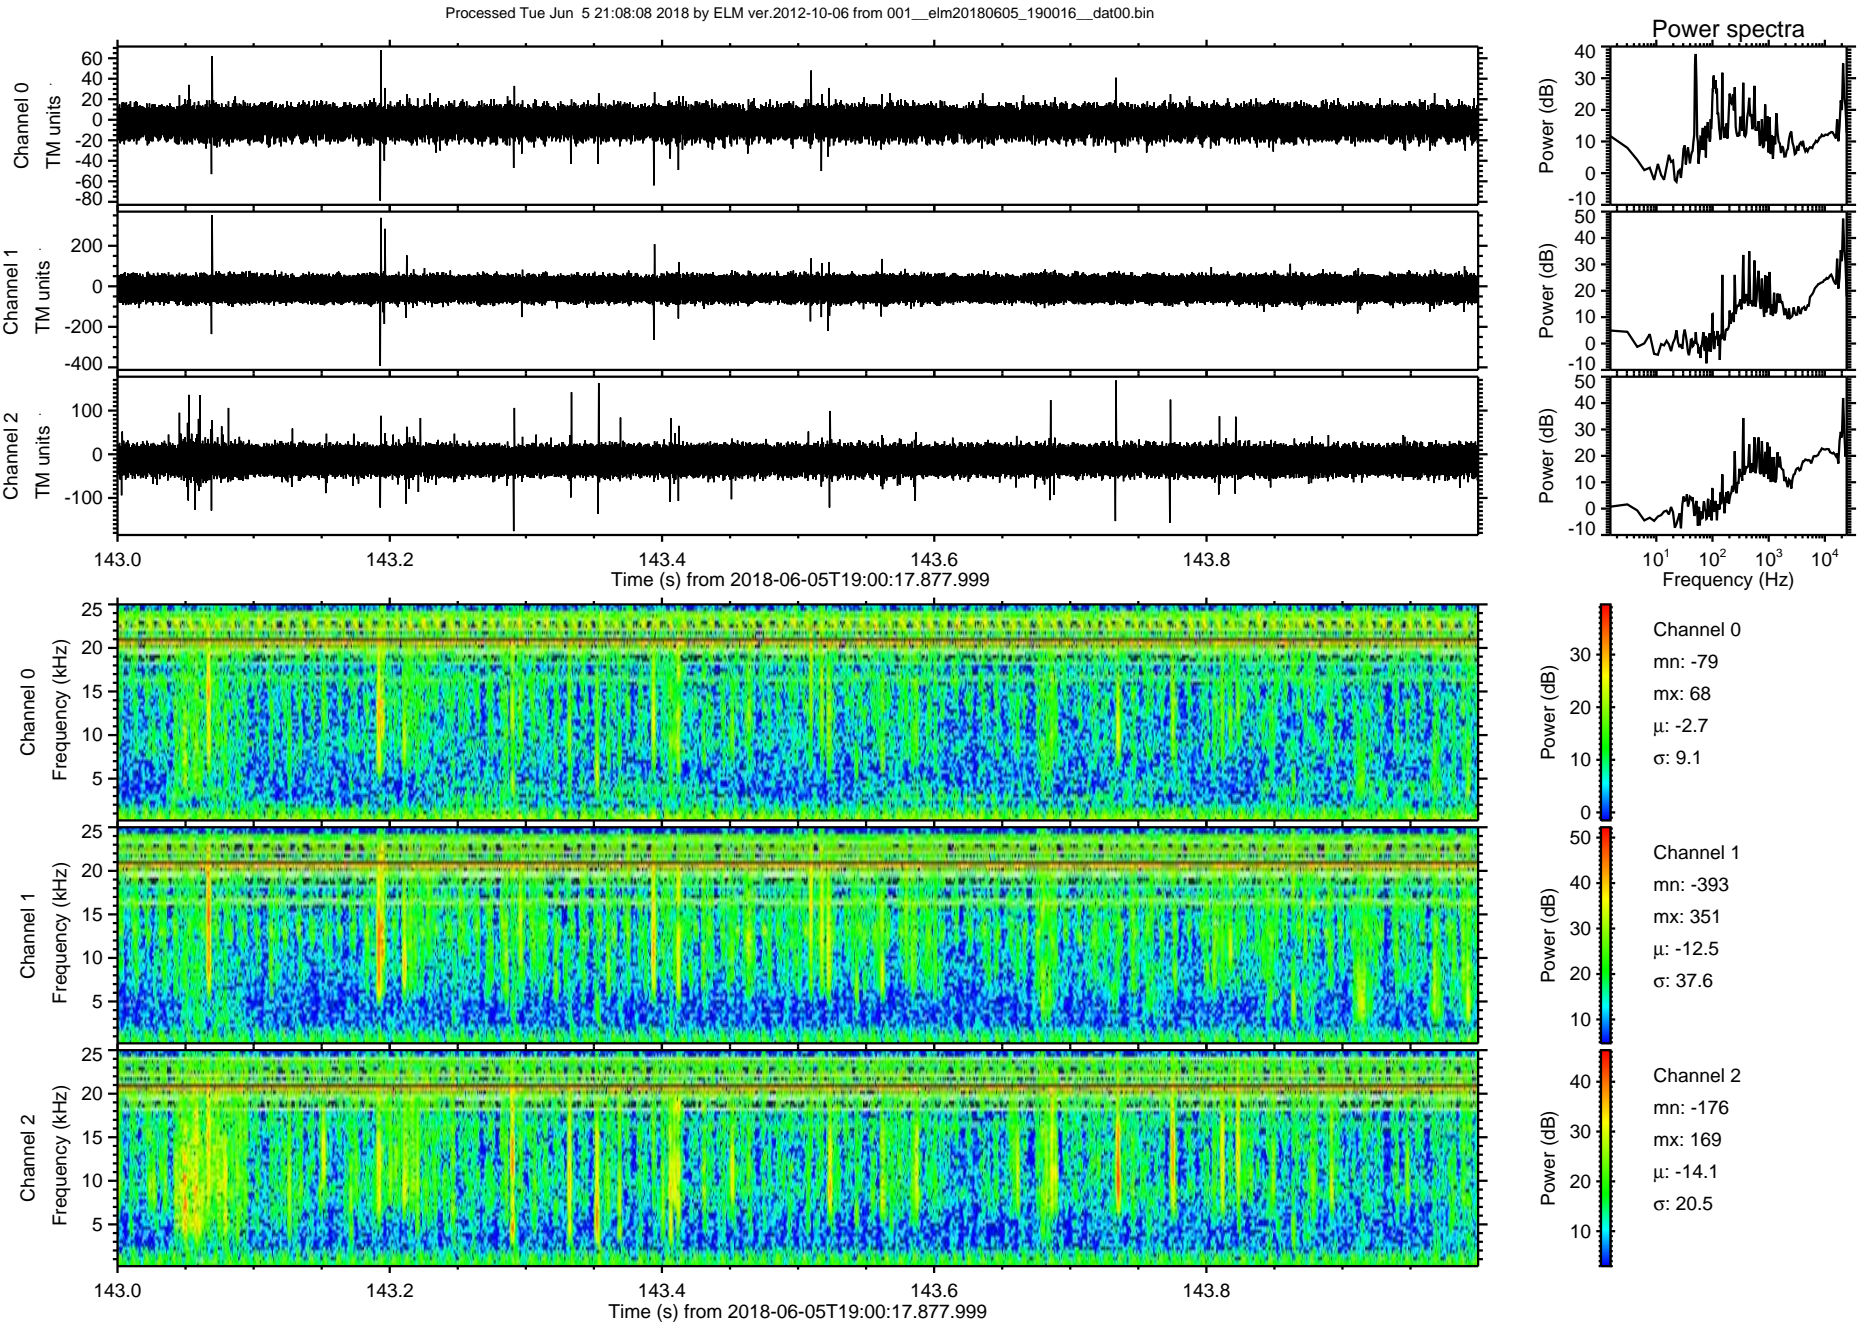 Processed Tue Jun  5 21:08:08 2018 by ELM ver.2012-10-06 from 001__elm20180605_190016__dat00.bin
Power spectra
Channel 0
TM units
60
40
20
0
-20
-40
-60
-80
Power (dB)
40
30
20
10
0
-10
Channel 1
TM units
200
0
-200
-400
Power (dB)
50
40
30
20
10
0
-10
Channel 2
TM units
100
0
-100
Power (dB)
50
40
30
20
10
0
-10
143.0 143.2 143.4 143.6 143.8
Time (s) from 2018-06-05T19:00:17.877.999
10^1 10^2 10^3 10^4
Frequency (Hz)
Channel 0
Frequency (kHz)
25
20
15
10
5
Power (dB)
30
20
10
0
Channel 0
mn: -79
mx: 68
μ: -2.7
σ: 9.1
Channel 1
Frequency (kHz)
25
20
15
10
5
Power (dB)
50
40
30
20
10
Channel 1
mn: -393
mx: 351
μ: -12.5
σ: 37.6
Channel 2
Frequency (kHz)
25
20
15
10
5
Power (dB)
40
30
20
10
Channel 2
mn: -176
mx: 169
μ: -14.1
σ: 20.5
143.0 143.2 143.4 143.6 143.8
Time (s) from 2018-06-05T19:00:17.877.999